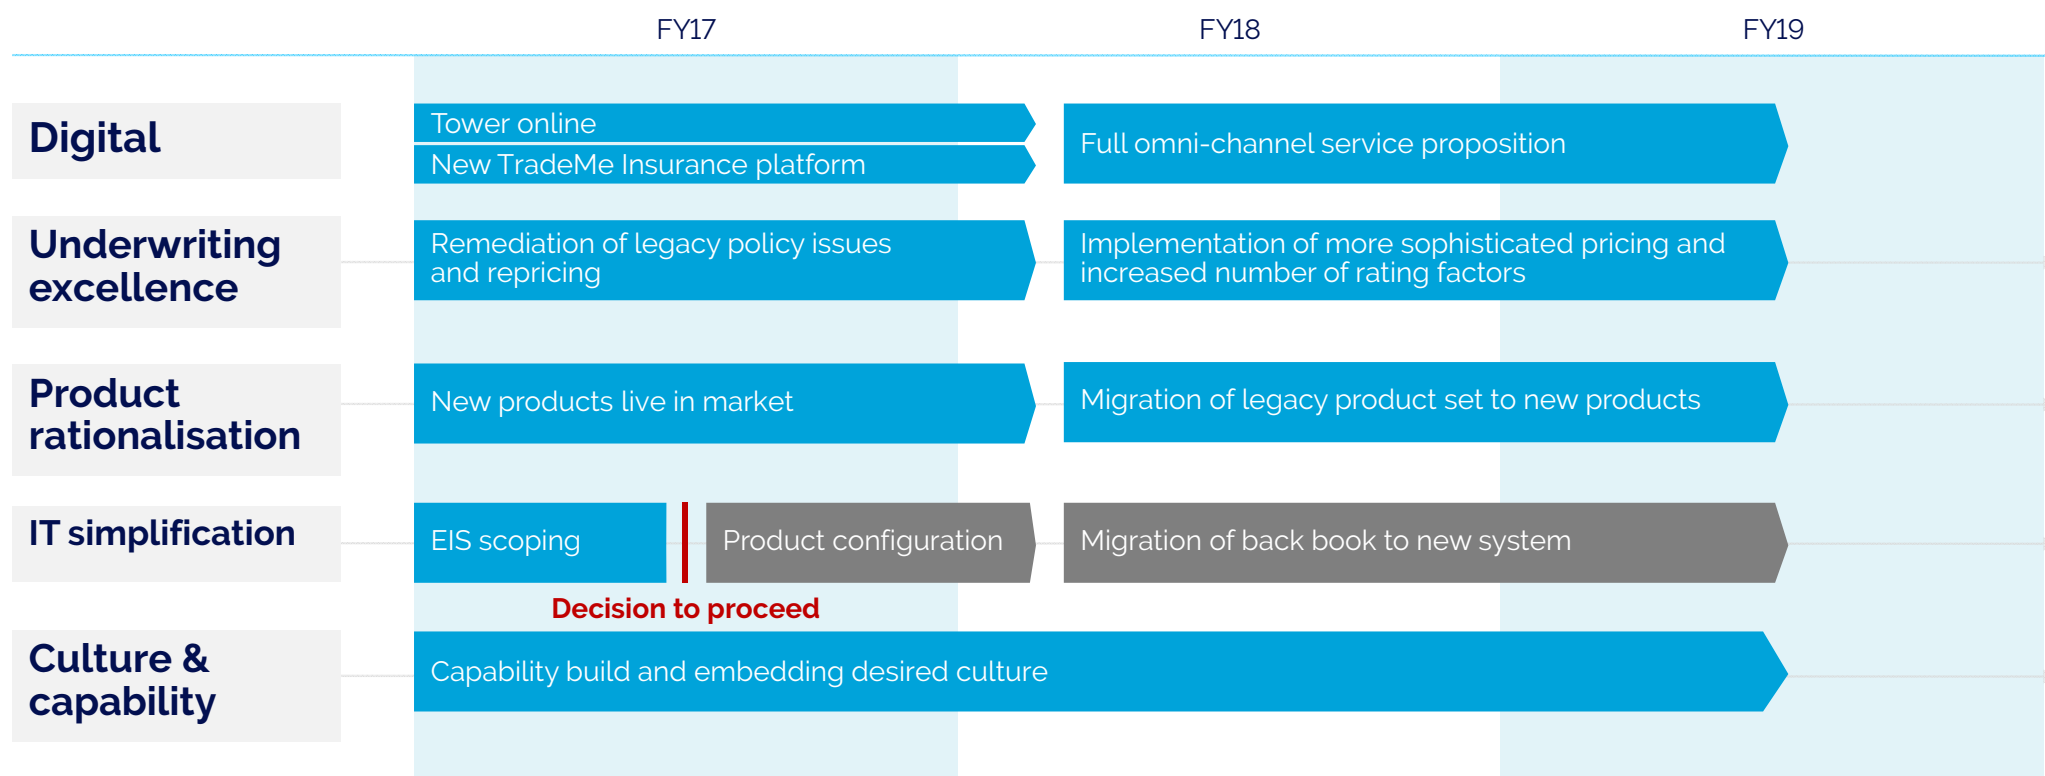 FY17
FY18
FY19
Digital
Tower online
New TradeMe Insurance platform
Full omni-channel service proposition
Underwriting
excellence
Remediation of legacy policy issues
and repricing
Implementation of more sophisticated pricing and
increased number of rating factors
Product
rationalisation
New products live in market
Migration of legacy product set to new products
IT simplification
EIS scoping
Product configuration
Migration of back book to new system
Decision to proceed
Culture &
capability
Capability build and embedding desired culture